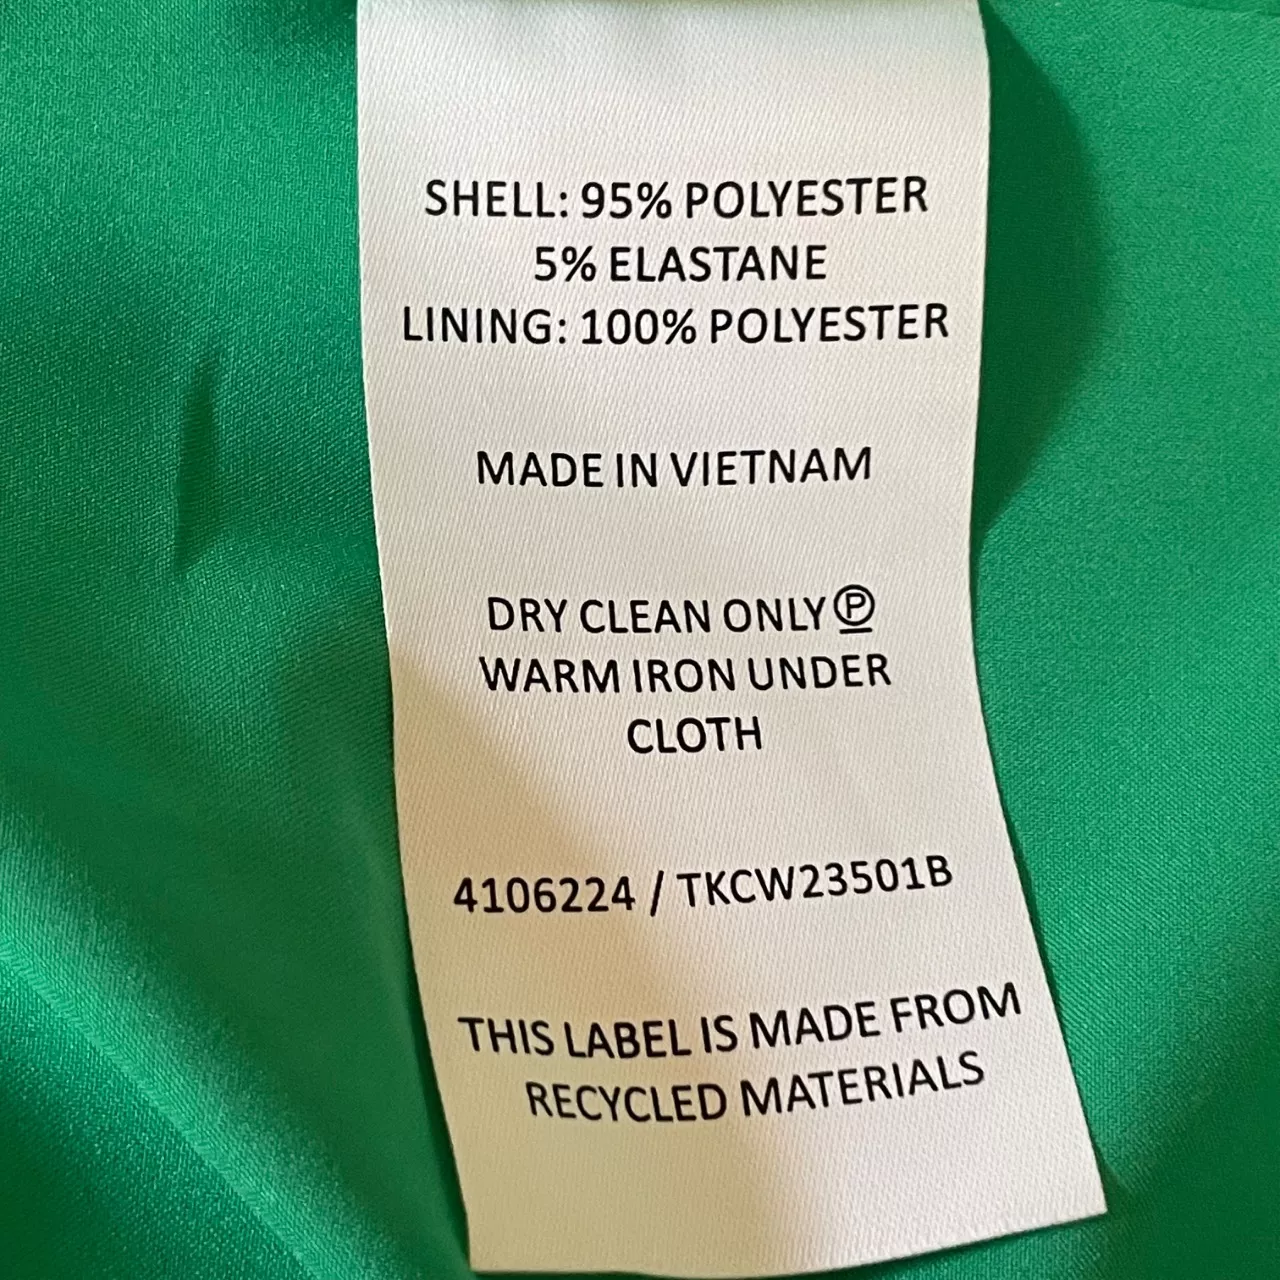 SHELL: 95% POLYESTER
5% ELASTANE
LINING: 100% POLYESTER
MADE IN VIETNAM
DRY CLEAN ONLY Ⓟ
WARM IRON UNDER
CLOTH
4106224 / TKCW23501B
THIS LABEL IS MADE FROM
RECYCLED MATERIALS